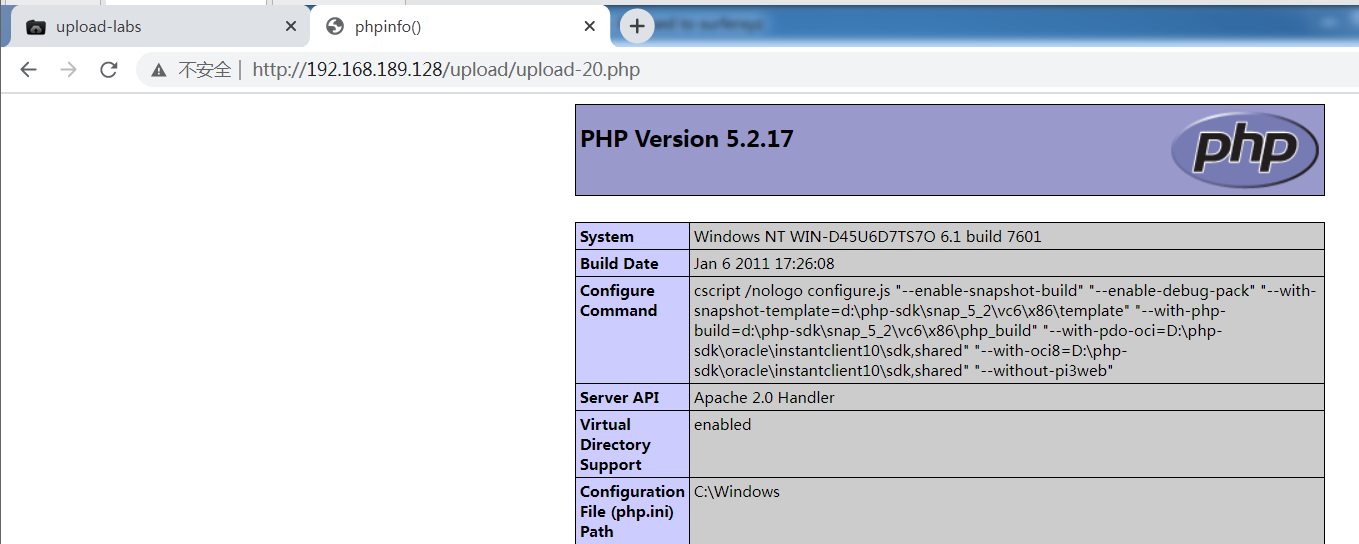 upload-labs
phpinfo()
不安全 | http://192.168.189.128/upload/upload-20.php
PHP Version 5.2.17
php
System Windows NT WIN-D45U6D7TS7O 6.1 build 7601
Build Date Jan 6 2011 17:26:08
Configure Command cscript /nologo configure.js "--enable-snapshot-build" "--enable-debug-pack" "--with-
snapshot-template=d:\php-sdk\snap_5_2\vc6\x86\template" "--with-php-
build=d:\php-sdk\snap_5_2\vc6\x86\php_build" "--with-pdo-oci=D:\php-
sdk\oracle\instantclient10\sdk,shared" "--with-oci8=D:\php-
sdk\oracle\instantclient10\sdk,shared" "--without-pi3web"
Server API Apache 2.0 Handler
Virtual Directory Support enabled
Configuration File (php.ini) Path C:\Windows